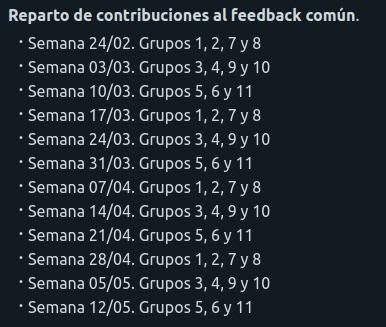 Reparto de contribuciones al feedback común.
· Semana 24/02. Grupos 1, 2, 7 y 8
· Semana 03/03. Grupos 3, 4, 9 y 10
· Semana 10/03. Grupos 5, 6 y 11
· Semana 17/03. Grupos 1, 2, 7 y 8
· Semana 24/03. Grupos 3, 4, 9 y 10
· Semana 31/03. Grupos 5, 6 y 11
· Semana 07/04. Grupos 1, 2, 7 y 8
· Semana 14/04. Grupos 3, 4, 9 y 10
· Semana 21/04. Grupos 5, 6 y 11
· Semana 28/04. Grupos 1, 2, 7 y 8
· Semana 05/05. Grupos 3, 4, 9 y 10
· Semana 12/05. Grupos 5, 6 y 11